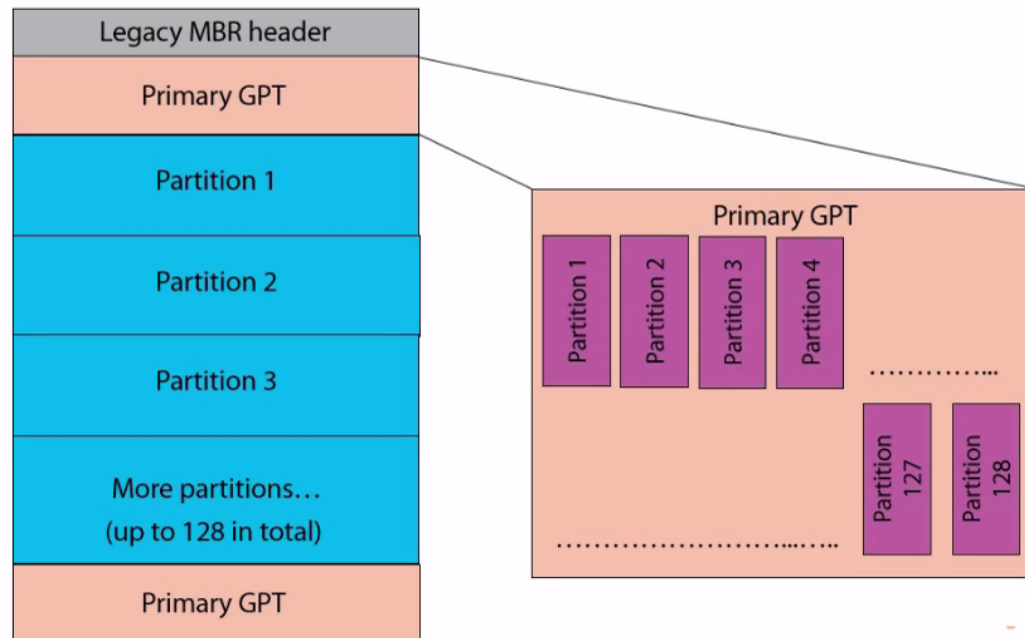 Legacy MBR header
Primary GPT
Partition 1
Partition 2
Partition 3
More partitions...
(up to 128 in total)
Primary GPT
Primary GPT
Partition 1
Partition 2
Partition 3
Partition 4
................
Partition
127
Partition
128
..............................